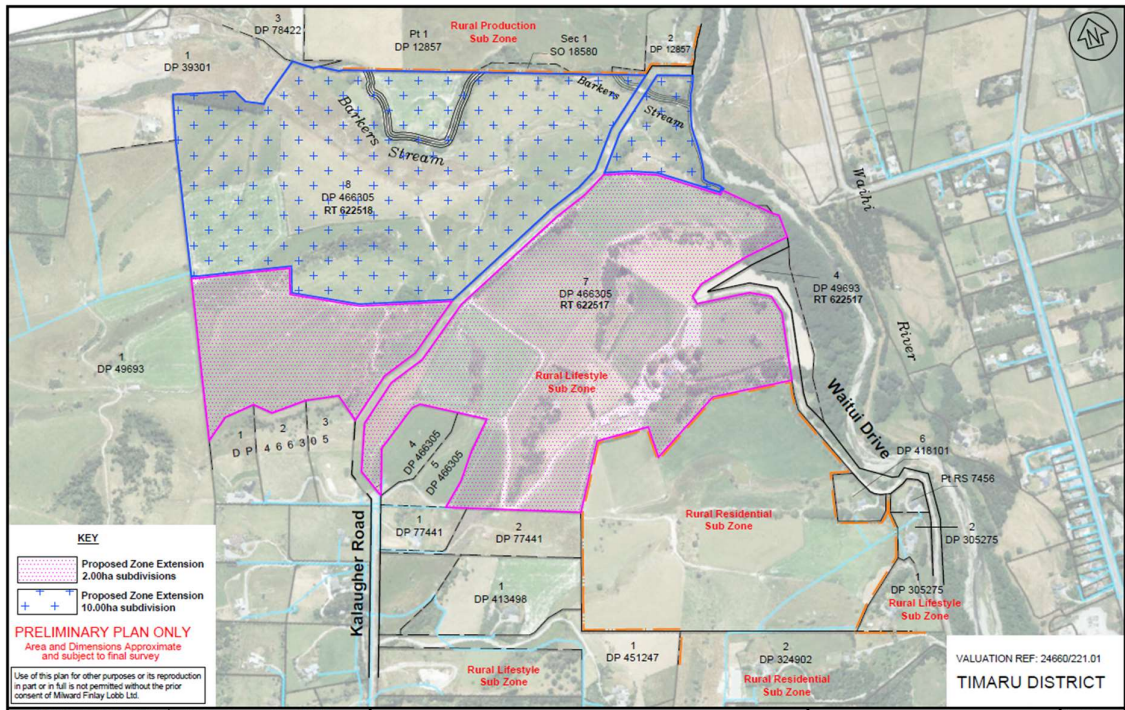 3
DP 78422
Pt 1
DP 12857
Rural Production
Sub Zone
Sec 1
SO 18580
2
DP 12857
N
1
DP 39301
Barkers
Stream
Barkers
Stream
Waihi
River
8
DP 466305
RT 622518
7
DP 466305
RT 622517
4
DP 49693
RT 622517
1
DP 49693
Rural Lifestyle
Sub Zone
Waitui Drive
1
2
3
DP 466305
4
DP 466305
5
DP 466305
6
DP 418101
Pt RS 7456
Rural Residential
Sub Zone
2
DP 305275
1
DP 77441
2
DP 77441
Kalaugher Road
1
DP 413498
1
DP 305275
Rural Lifestyle
Sub Zone
1
DP 451247
2
DP 324902
Rural Lifestyle
Sub Zone
Rural Residential
Sub Zone
KEY
Proposed Zone Extension
2.00ha subdivisions
Proposed Zone Extension
10.00ha subdivision
PRELIMINARY PLAN ONLY
Area and Dimensions Approximate
and subject to final survey
Use of this plan for other purposes or its reproduction
in part or in full is not permitted without the prior
consent of Milward Finlay Lobb Ltd.
VALUATION REF: 24660/221.01
TIMARU DISTRICT